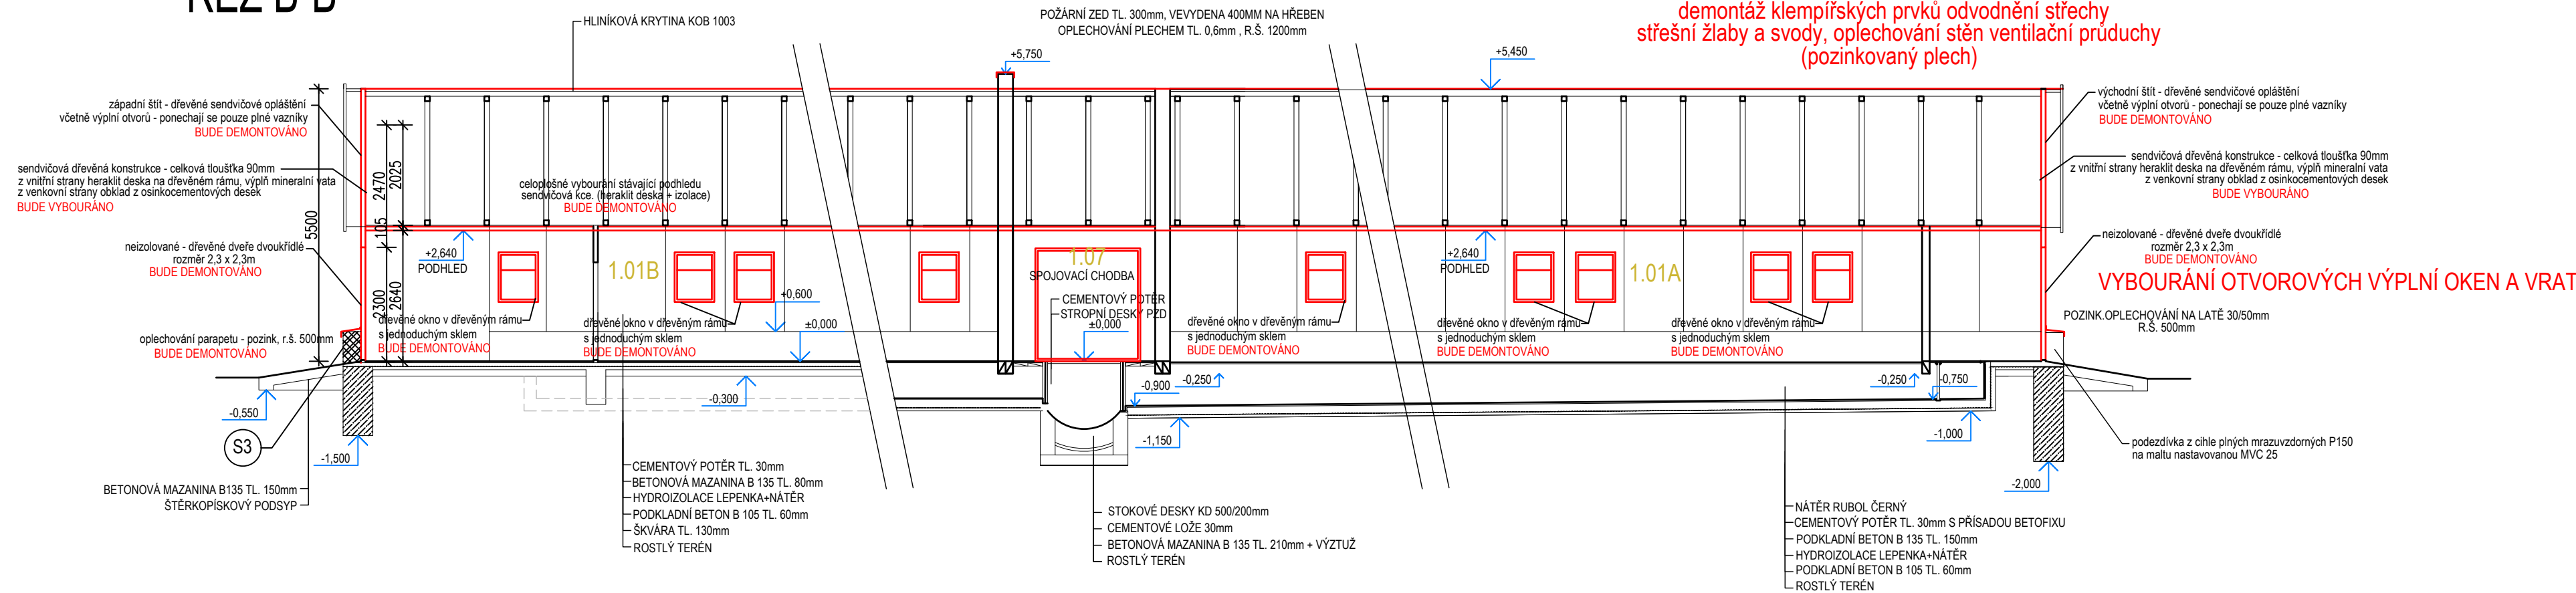 ŘEZ B-B
HLINÍKOVÁ KRYTINA KOB 1003
POŽÁRNÍ ZED TL. 300mm, VEVYDENA 400MM NA HŘEBEN
OPLECHOVÁNÍ PLECHEM TL. 0,6mm , R.Š. 1200mm
demontáž klempířských prvků odvodnění střechy
střešní žlaby a svody, oplechování stěn ventilační průduchy
(pozinkovaný plech)
+5,750
+5,450
západní štít - dřevěné sendvičové opláštění
včetně výplní otvorů - ponechají se pouze plné vazníky
BUDE DEMONTOVÁNO
sendvičová dřevěná konstrukce - celková tloušťka 90mm
z vnitřní strany heraklit deska na dřevěném rámu, výplň mineralní vata
z venkovní strany obklad z osinkocementových desek
BUDE VYBOURÁNO
neizolované - dřevěné dveře dvoukřídlé
rozměr 2,3 x 2,3m
BUDE DEMONTOVÁNO
oplechování parapetu - pozink, r.š. 500mm
BUDE DEMONTOVÁNO
5500
2470
2025
105
2300
2640
celoplošné vybourání stávající podhledu
sendvičová kce. (heraklit deska + izolace)
BUDE DEMONTOVÁNO
+2,640
PODHLED
1.01B
+0,600
±0,000
dřevěné okno v dřevěným rámu
s jednoduchým sklem
BUDE DEMONTOVÁNO
dřevěné okno v dřevěným rámu
s jednoduchým sklem
BUDE DEMONTOVÁNO
1.07
SPOJOVACÍ CHODBA
CEMENTOVÝ POTĚR
STROPNÍ DESKY PZD
±0,000
dřevěné okno v dřevěným rámu
s jednoduchým sklem
BUDE DEMONTOVÁNO
+2,640
PODHLED
1.01A
dřevěné okno v dřevěným rámu
s jednoduchým sklem
BUDE DEMONTOVÁNO
dřevěné okno v dřevěným rámu
s jednoduchým sklem
BUDE DEMONTOVÁNO
východní štít - dřevěné sendvičové opláštění
včetně výplní otvorů - ponechají se pouze plné vazníky
BUDE DEMONTOVÁNO
sendvičová dřevěná konstrukce - celková tloušťka 90mm
z vnitřní strany heraklit deska na dřevěném rámu, výplň mineralní vata
z venkovní strany obklad z osinkocementových desek
BUDE VYBOURÁNO
neizolované - dřevěné dveře dvoukřídlé
rozměr 2,3 x 2,3m
BUDE DEMONTOVÁNO
VYBOURÁNÍ OTVOROVÝCH VÝPLNÍ OKEN A VRAT
POZINK.OPLECHOVÁNÍ NA LATĚ 30/50mm
R.Š. 500mm
-0,550
S3
-1,500
-0,300
-0,900
-0,250
-1,150
-0,250
-0,750
-1,000
-2,000
podezdívka z cihle plných mrazuvzdorných P150
na maltu nastavovanou MVC 25
BETONOVÁ MAZANINA B135 TL. 150mm
ŠTĚRKOPÍSKOVÝ PODSYP
CEMENTOVÝ POTĚR TL. 30mm
BETONOVÁ MAZANINA B 135 TL. 80mm
HYDROIZOLACE LEPENKA+NÁTĚR
PODKLADNÍ BETON B 105 TL. 60mm
ŠKVÁRA TL. 130mm
ROSTLÝ TERÉN
STOKOVÉ DESKY KD 500/200mm
CEMENTOVÉ LOŽE 30mm
BETONOVÁ MAZANINA B 135 TL. 210mm + VÝZTUŽ
ROSTLÝ TERÉN
NÁTĚR RUBOL ČERNÝ
CEMENTOVÝ POTĚR TL. 30mm S PŘÍSADOU BETOFIXU
PODKLADNÍ BETON B 135 TL. 150mm
HYDROIZOLACE LEPENKA+NÁTĚR
PODKLADNÍ BETON B 105 TL. 60mm
ROSTLÝ TERÉN